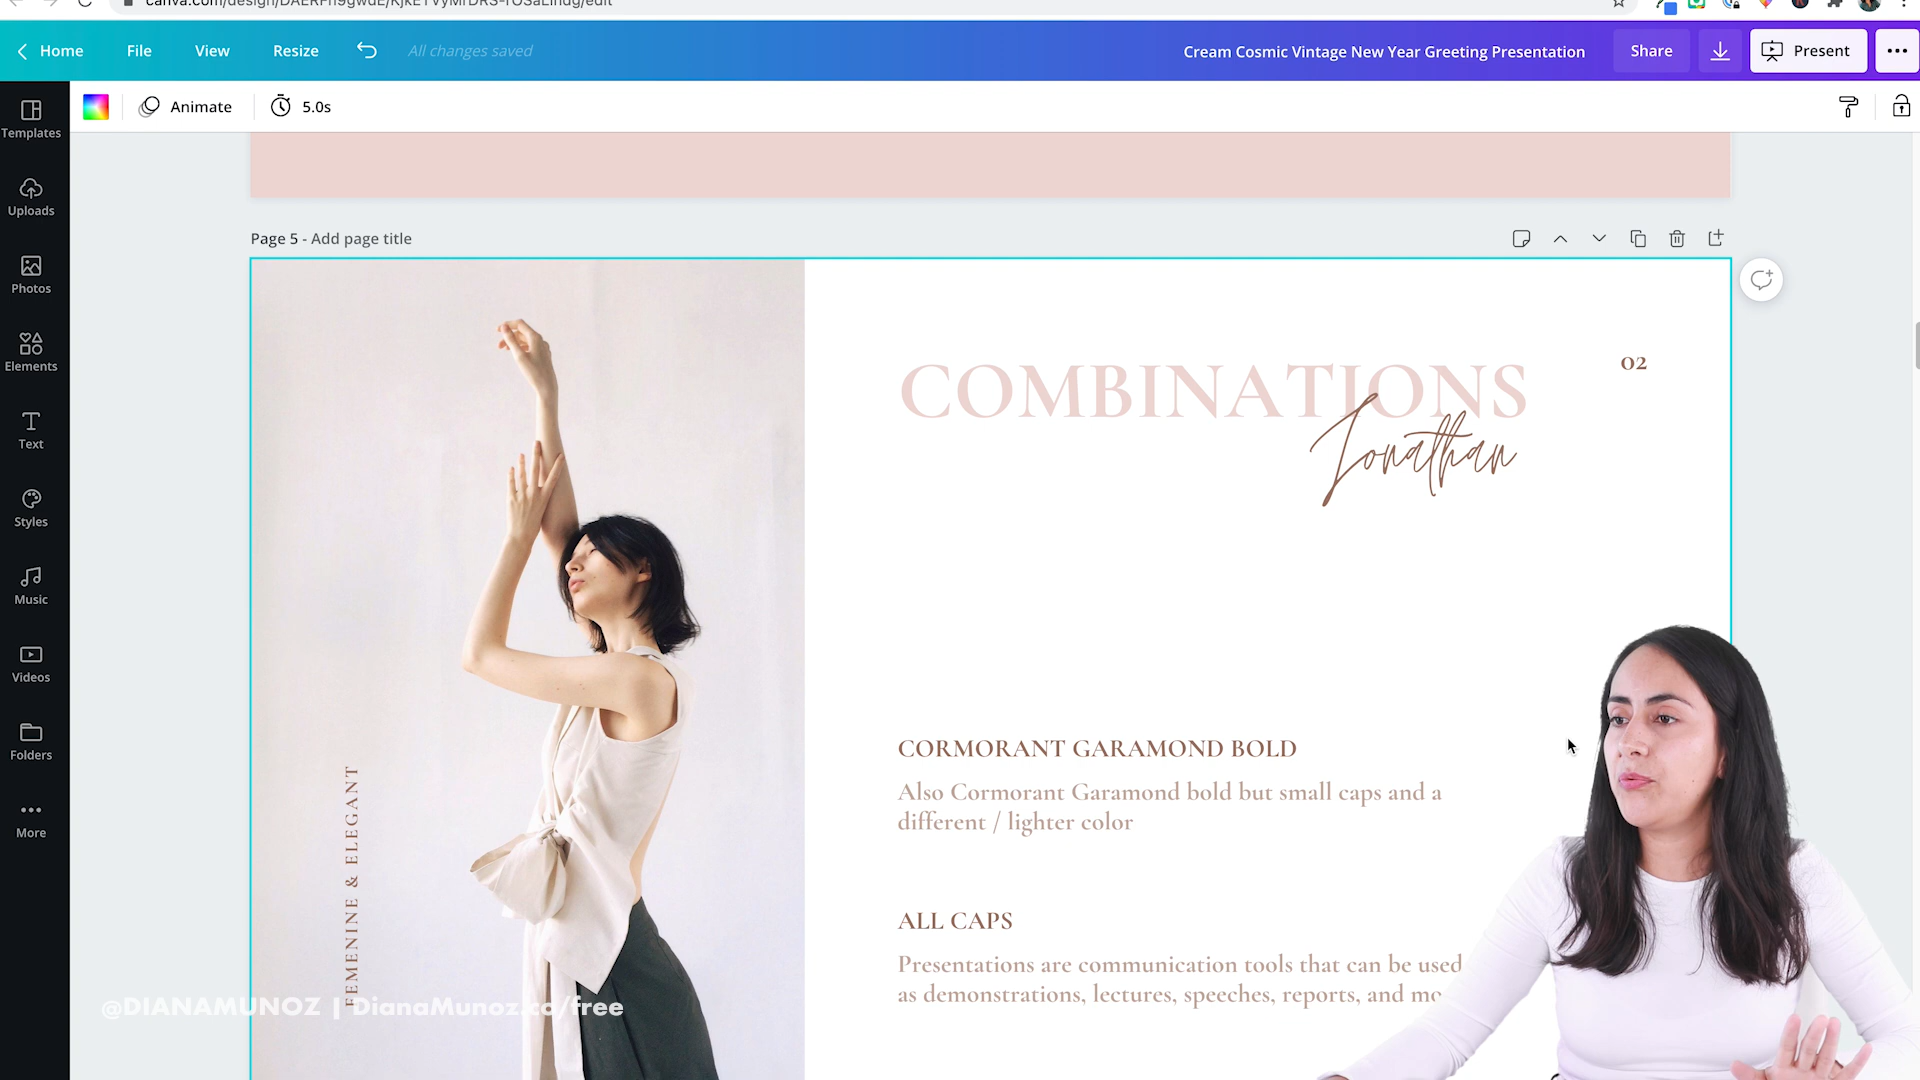 Home File View Resize All changes saved Cream Cosmic Vintage New Year Greeting Presentation Share Present
Animate 5.0s
Templates
Uploads
Photos
Elements
Text
Styles
Music
Videos
Folders
More
Page 5 - Add page title
COMBINATIONS
02
Jonathan
CORMORANT GARAMOND BOLD
Also Cormorant Garamond bold but small caps and a
different / lighter color
ALL CAPS
Presentations are communication tools that can be used
as demonstrations, lectures, speeches, reports, and mo
FEMENINE & ELEGANT
@DIANAMUNOZ | DianaMunoz.co/free